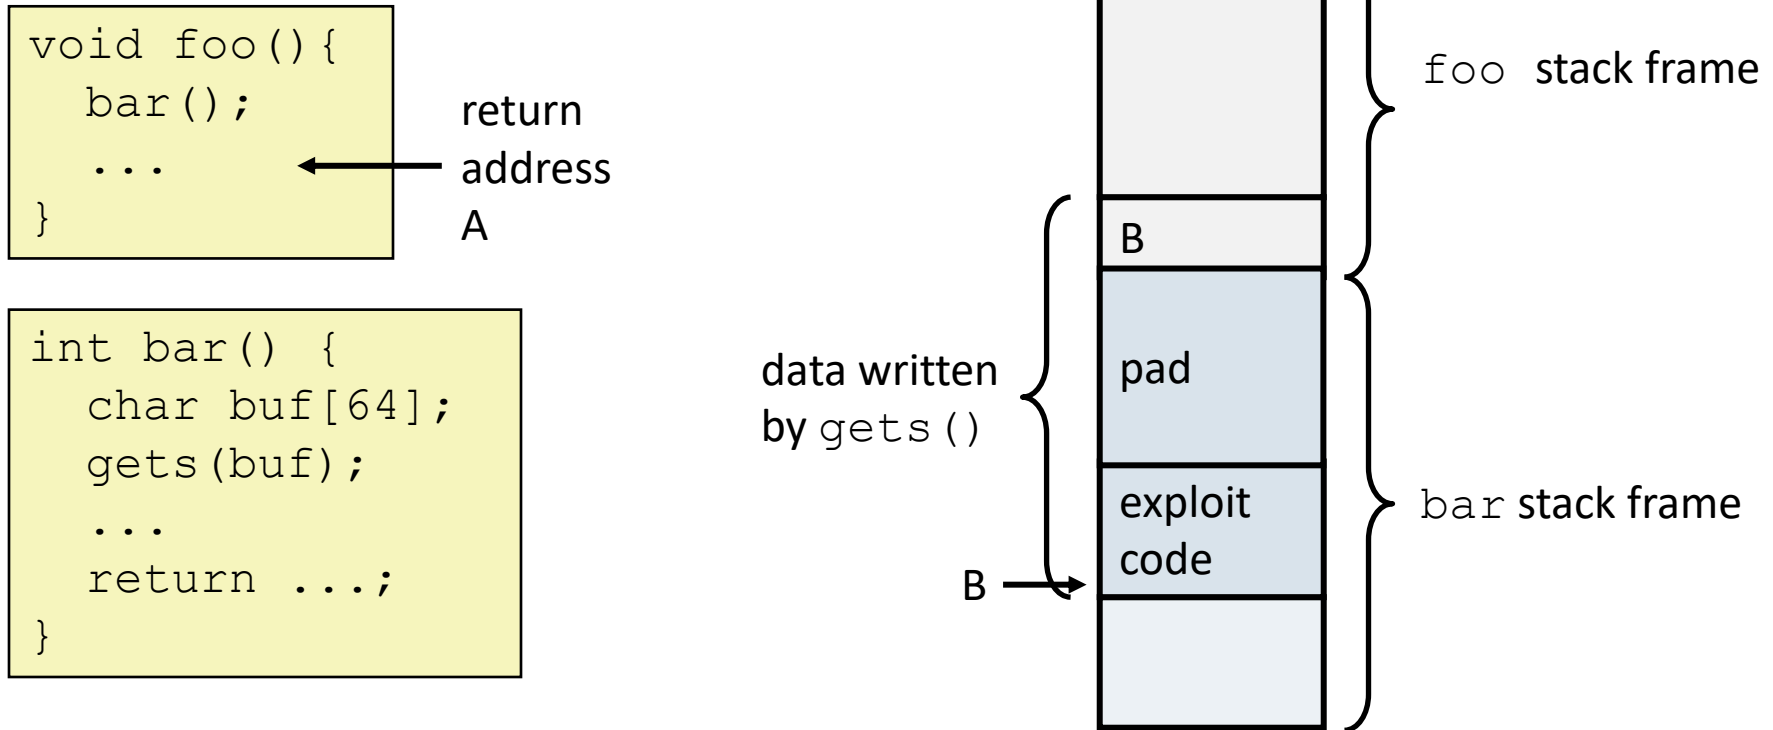 void foo(){
  bar();
  ...
}
return
address
A
int bar() {
  char buf[64];
  gets(buf);
  ...
  return ...;
}
data written
by gets()
B
B
pad
exploit
code
foo stack frame
bar stack frame